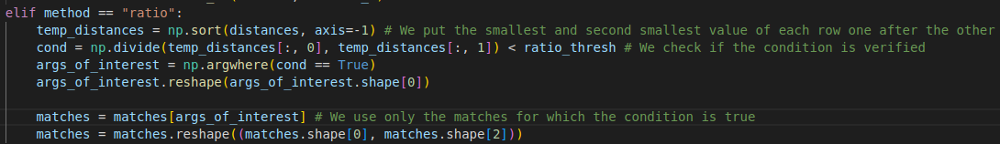 elif method == "ratio":
temp_distances = np.sort(distances, axis=-1) # We put the smallest and second smallest value of each row one after the other
cond = np.divide(temp_distances[:, 0], temp_distances[:, 1]) < ratio_thresh # We check if the condition is verified
args_of_interest = np.argwhere(cond == True)
args_of_interest.reshape(args_of_interest.shape[0])
matches = matches[args_of_interest] # We use only the matches for which the condition is true
matches = matches.reshape((matches.shape[0], matches.shape[2]))